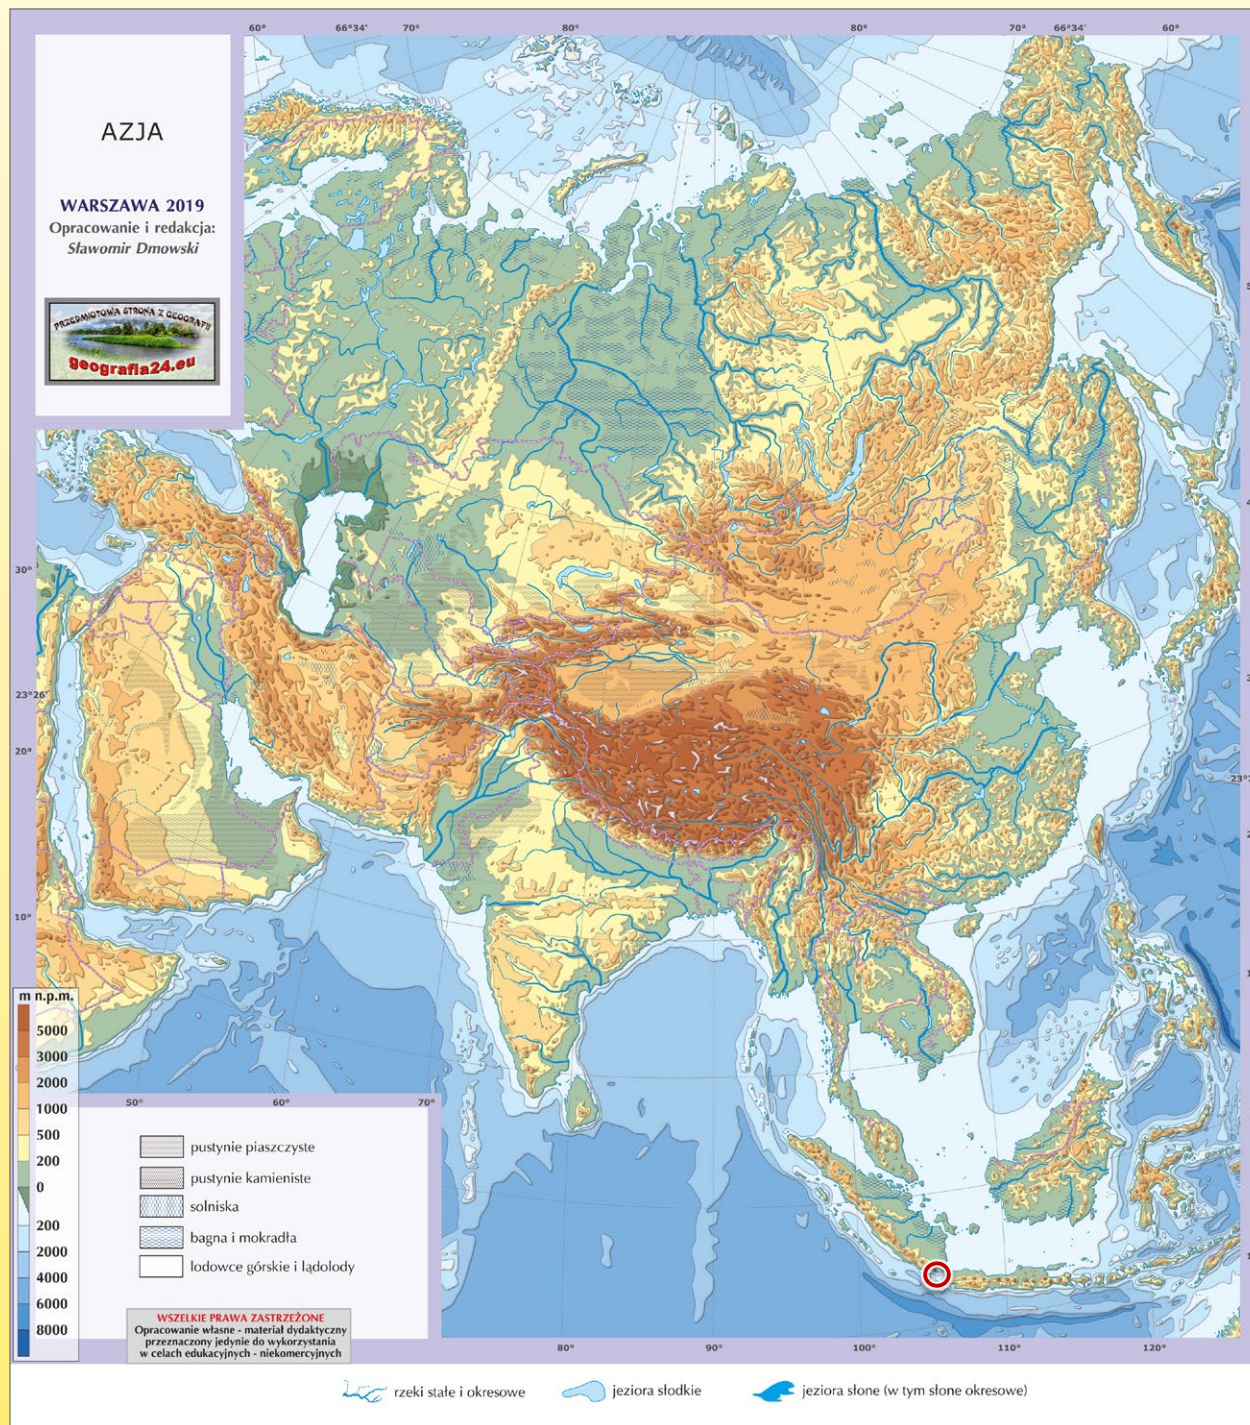 60° 66°34' 70° 80° 80° 70° 66°34' 60°
AZJA
WARSZAWA 2019
Opracowanie i redakcja:
Sławomir Dmowski
PRZEDMIOTOWA STRONA Z GEOGRAFII
geografia24.eu
30°
23°26'
20°
10°
m n.p.m.
5000
3000
2000
1000
500
200
0
200
2000
4000
6000
8000
50° 60° 70°
pustynie piaszczyste
pustynie kamieniste
solniska
bagna i mokradła
lodowce górskie i lądolody
WSZELKIE PRAWA ZASTRZEŻONE
Opracowanie własne - materiał dydaktyczny
przeznaczony jedynie do wykorzystania
w celach edukacyjnych - niekomercyjnych
80° 90° 100° 110° 120°
rzeki stałe i okresowe
jeziora słodkie
jeziora słone (w tym słone okresowe)